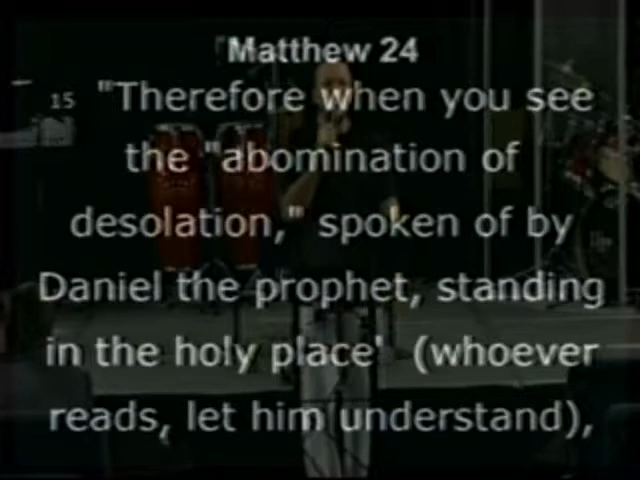 Matthew 24
15 "Therefore when you see
the "abomination of
desolation," spoken of by
Daniel the prophet, standing
in the holy place' (whoever
reads, let him understand),